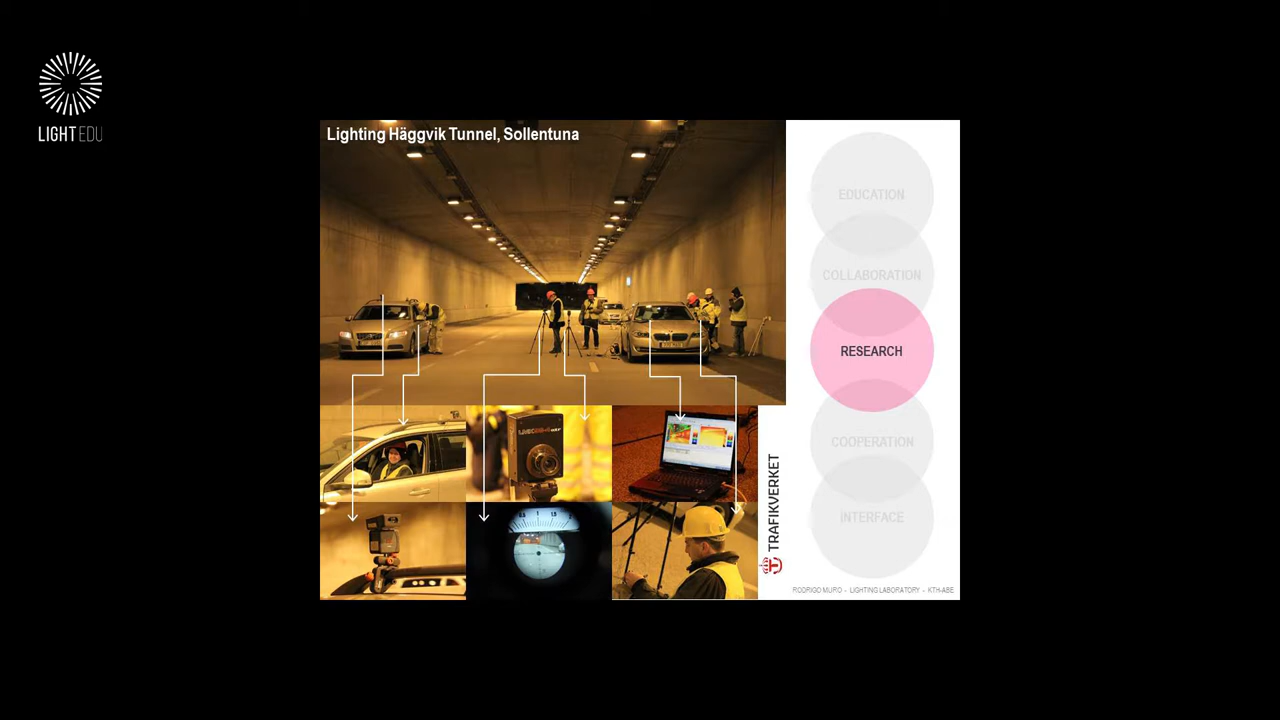 LIGHT EDU
Lighting Häggvik Tunnel, Sollentuna
EDUCATION
COLLABORATION
RESEARCH
COOPERATION
INTERFACE
TRAFIKVERKET
RODRIGO MURO - LIGHTING LABORATORY - KTH-ABE